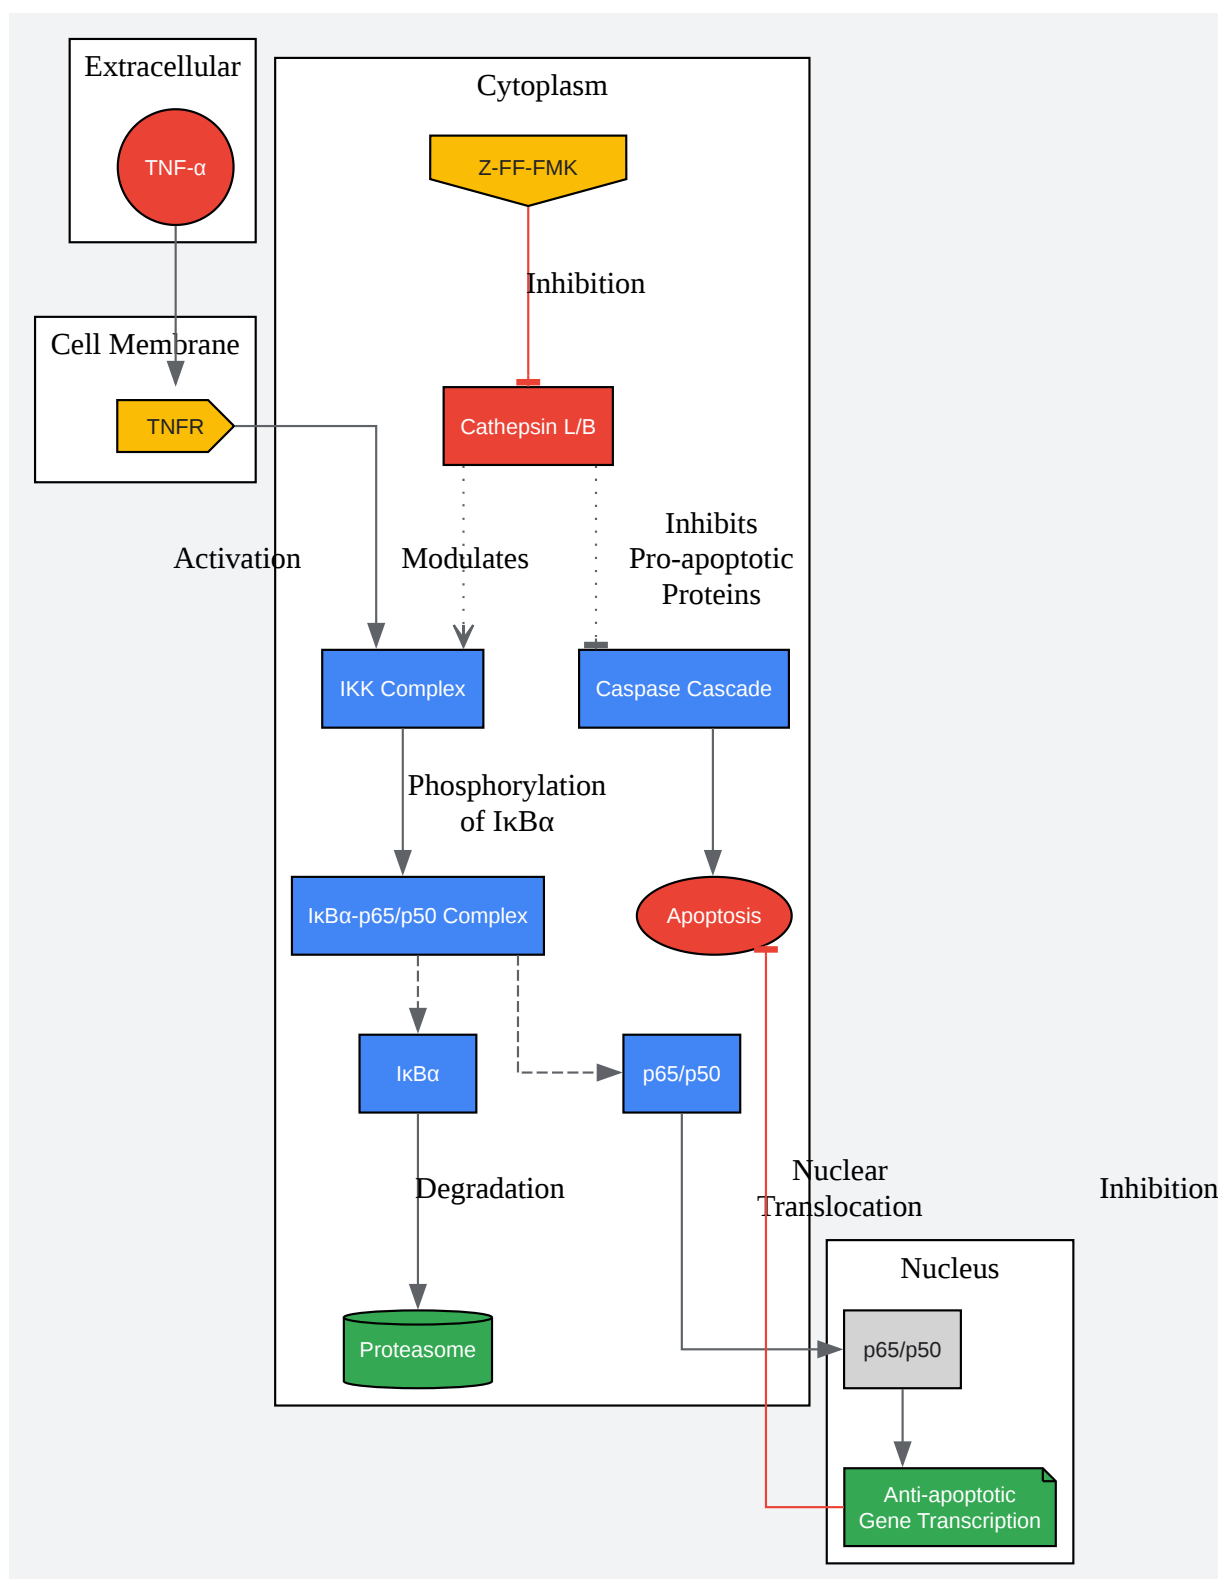 Extracellular
TNF-α
Cytoplasm
Z-FF-FMK
Inhibition
Cell Membrane
TNFR
Cathepsin L/B
Activation
Modulates
Inhibits
Pro-apoptotic
Proteins
IKK Complex
Caspase Cascade
Phosphorylation
of IκBα
IκBα-p65/p50 Complex
Apoptosis
IκBα
p65/p50
Degradation
Nuclear
Translocation
Inhibition
Nucleus
Proteasome
p65/p50
Anti-apoptotic
Gene Transcription